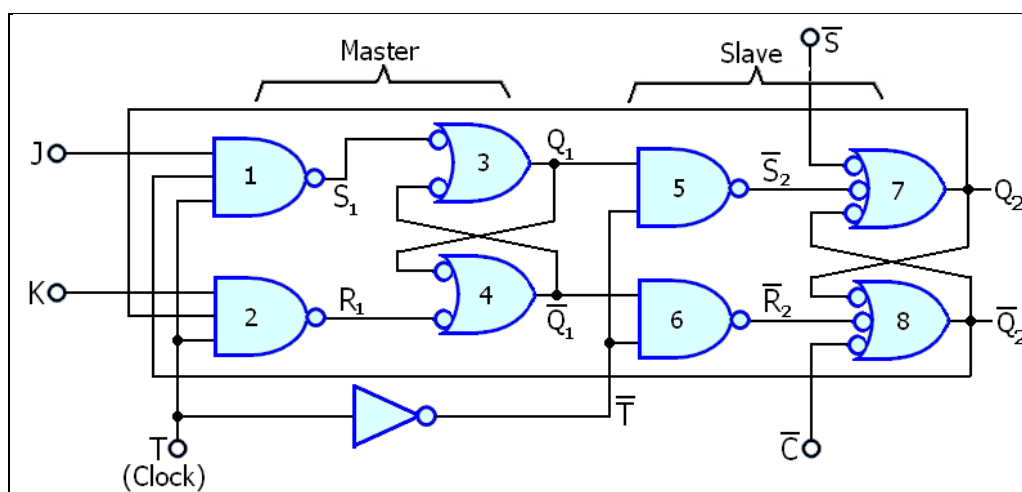 Master
Slave
S̅
J
1
S₁
3
Q₁
5
S̅₂
7
Q₂
K
2
R₁
4
Q̅₁
6
R̅₂
8
Q̅₂
T̅
(Clock)
T̅
C̅